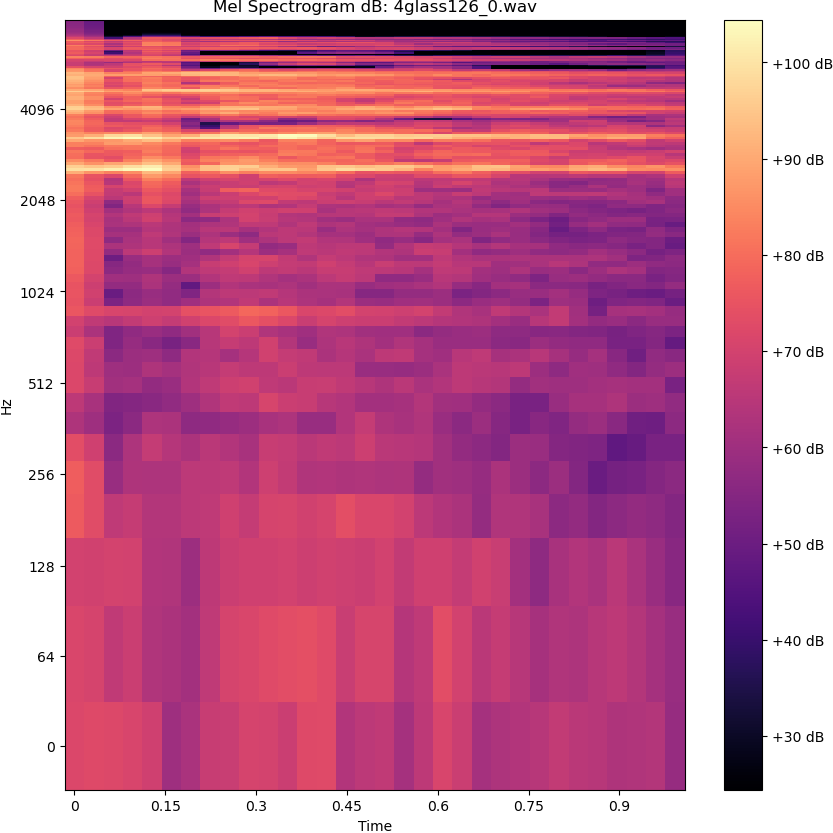 Mel Spectrogram dB: 4glass126_0.wav
Hz
4096
2048
1024
512
256
128
64
0
0 0.15 0.3 0.45 0.6 0.75 0.9
Time
+100 dB
+90 dB
+80 dB
+70 dB
+60 dB
+50 dB
+40 dB
+30 dB